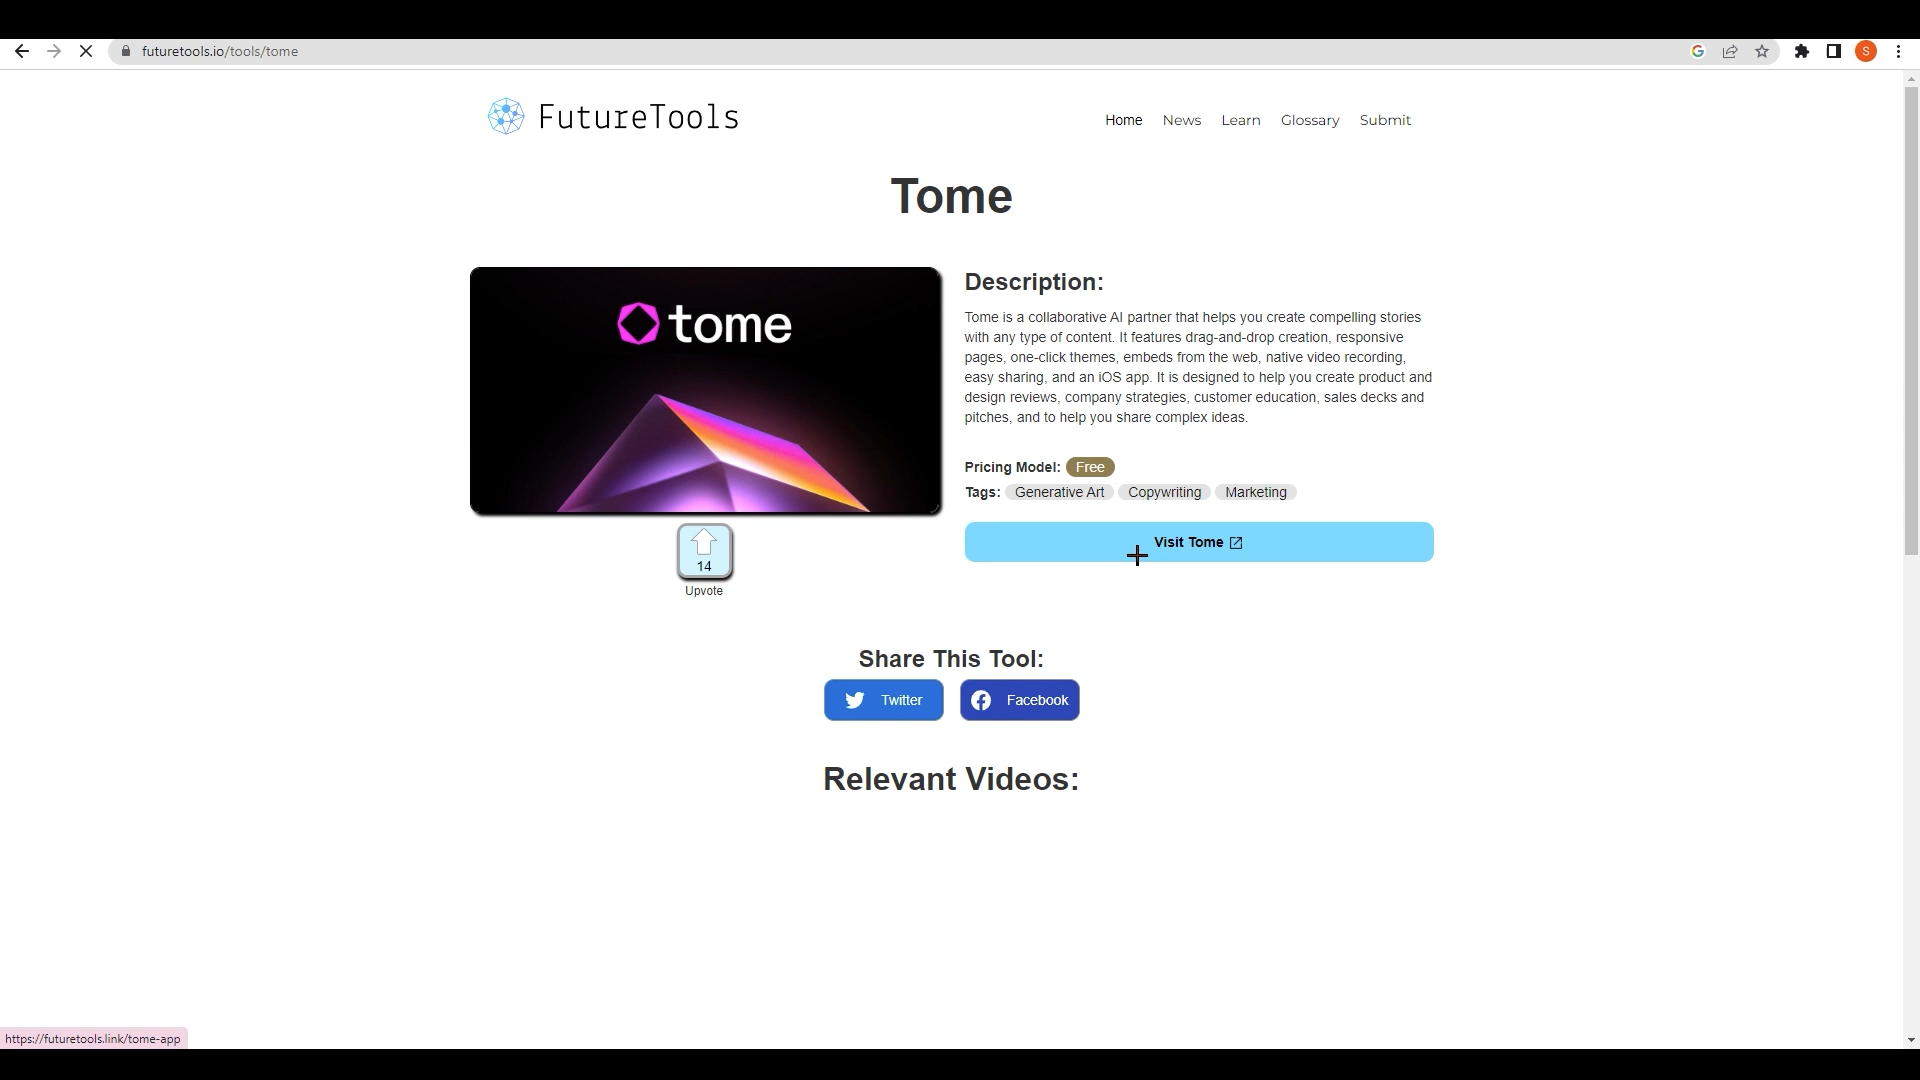 futuretools.io/tools/tome
S
FutureTools
Home News Learn Glossary Submit
Tome
tome
Description:
Tome is a collaborative AI partner that helps you create compelling stories
with any type of content. It features drag-and-drop creation, responsive
pages, one-click themes, embeds from the web, native video recording,
easy sharing, and an iOS app. It is designed to help you create product and
design reviews, company strategies, customer education, sales decks and
pitches, and to help you share complex ideas.
Pricing Model: Free
Tags: Generative Art Copywriting Marketing
Visit Tome
14
Upvote
Share This Tool:
Twitter Facebook
Relevant Videos:
https://futuretools.link/tome-app